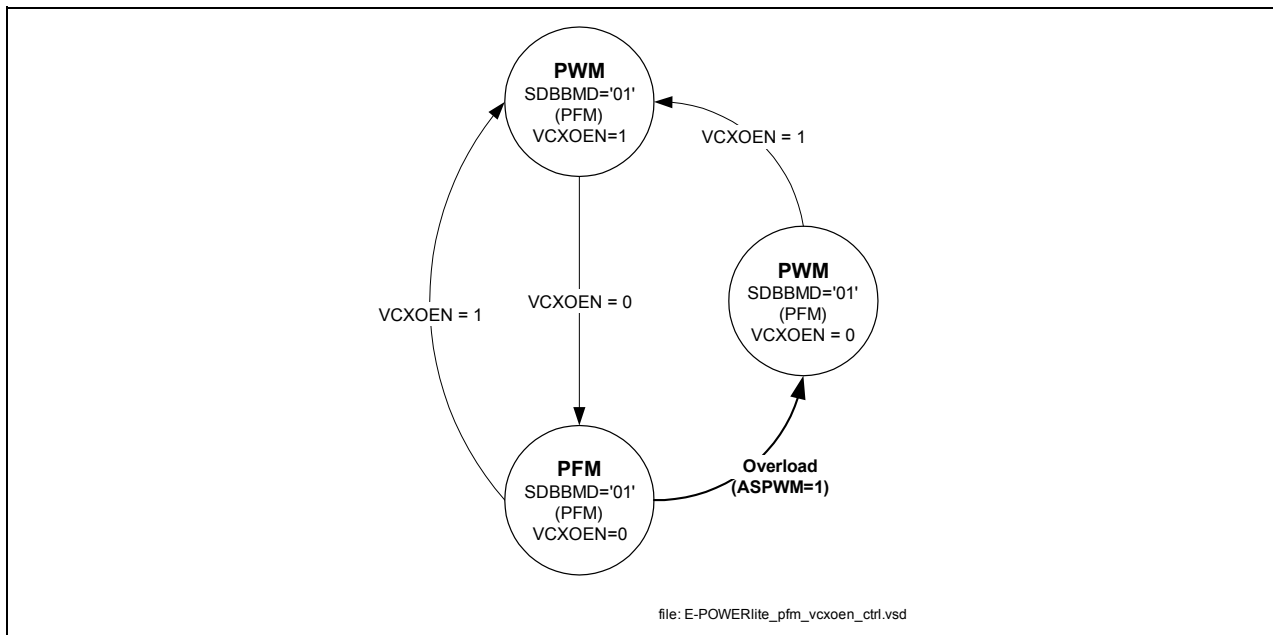 PWM
SDBBMD='01'
(PFM)
VCXOEN=1
VCXOEN = 1
PWM
SDBBMD='01'
(PFM)
VCXOEN = 0
VCXOEN = 0
VCXOEN = 1
Overload
(ASPWM=1)
PFM
SDBBMD='01'
(PFM)
VCXOEN=0
file: E-POWERlite_pfm_vcxoen_ctrl.vsd